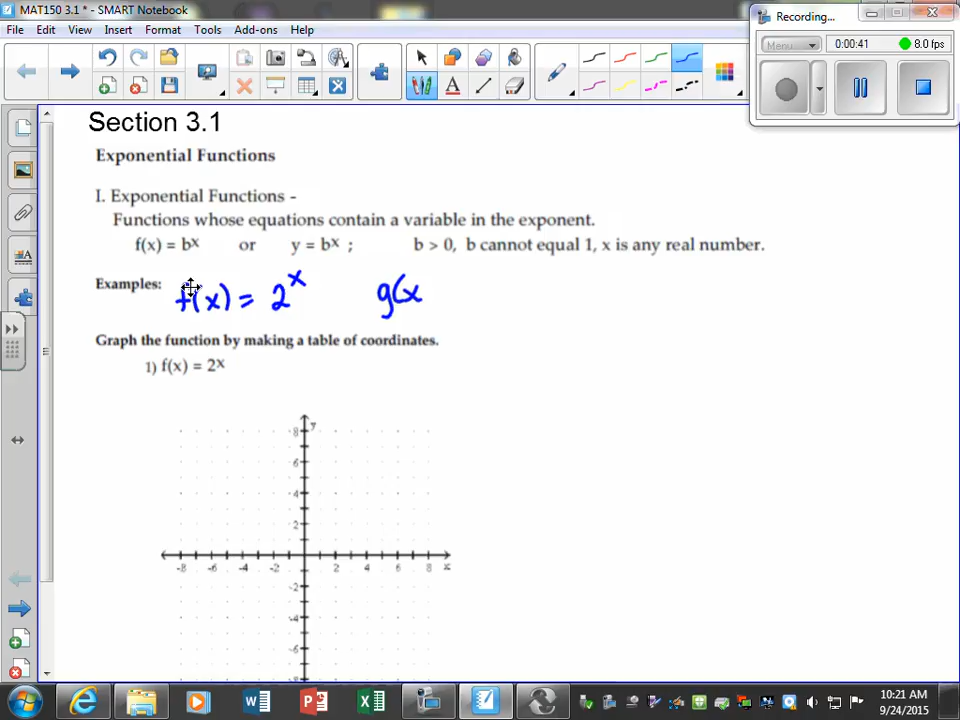 MAT150 3.1 * - SMART Notebook
File Edit View Insert Format Tools Add-ons Help
Recording...
Menu 0:00:41 8.0 fps
Section 3.1
Exponential Functions
I. Exponential Functions -
Functions whose equations contain a variable in the exponent.
f(x) = bˣ or y = bˣ ; b > 0, b cannot equal 1, x is any real number.
Examples: f(x) = 2ˣ g(x
Graph the function by making a table of coordinates.
1) f(x) = 2ˣ
y
8
6
4
2
-8 -6 -4 -2 2 4 6 8 x
-2
-4
-6
-8
10:21 AM
9/24/2015